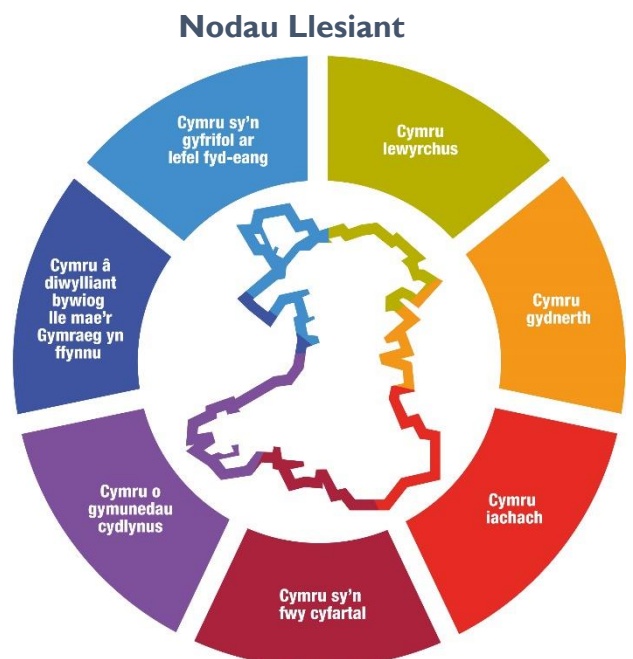 Nodau Llesiant
Cymru sy'n
gyfrifol ar
lefel fyd-eang
Cymru
lewyrchus
Cymru
gydnerth
Cymru
iachach
Cymru sy'n
fwy cyfartal
Cymru o
gymunedau
cydlynus
Cymru â
diwylliant
bywiog
lle mae'r
Gymraeg yn
ffynnu